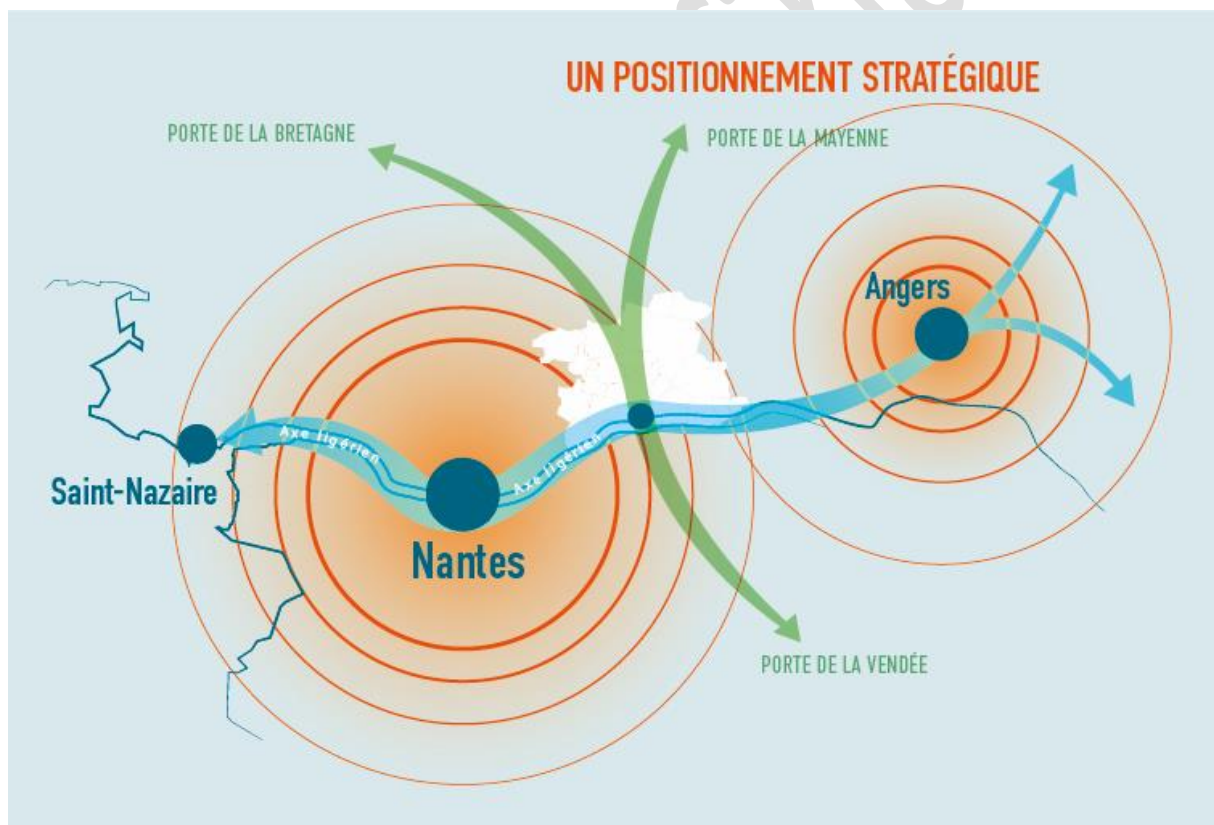 UN POSITIONNEMENT STRATÉGIQUE
PORTE DE LA BRETAGNE
PORTE DE LA MAYENNE
Angers
Axe ligérien
Axe ligérien
Saint-Nazaire
Nantes
PORTE DE LA VENDÉE